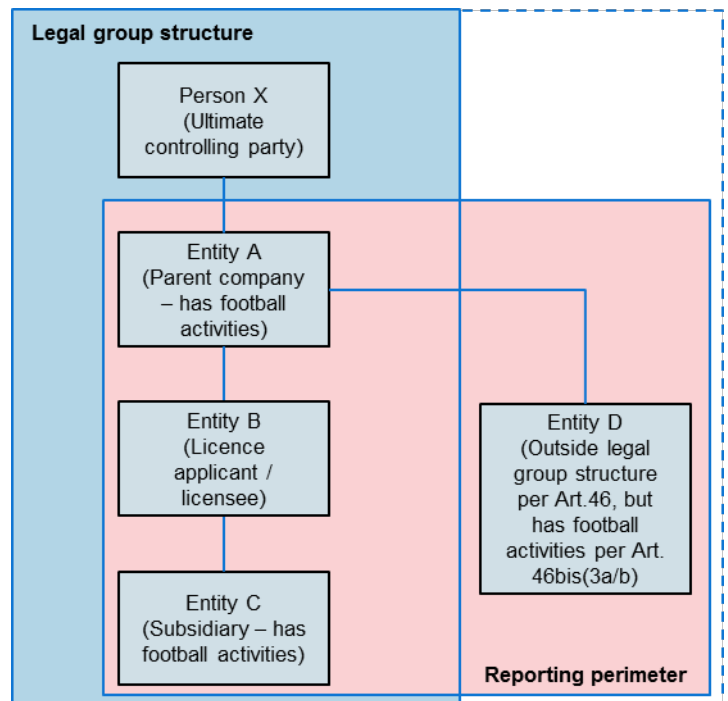 Legal group structure
Person X
(Ultimate
controlling party)
Entity A
(Parent company
– has football
activities)
Entity B
(Licence
applicant /
licensee)
Entity D
(Outside legal
group structure
per Art.46, but
has football
activities per Art.
46bis(3a/b)
Entity C
(Subsidiary – has
football activities)
Reporting perimeter